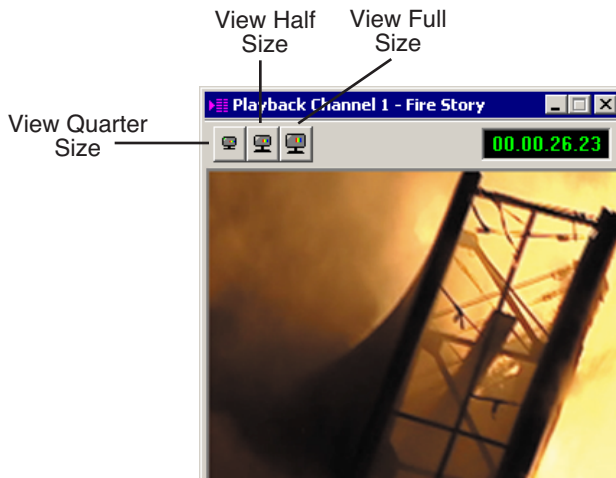 View Half
Size
View Full
Size
Playback Channel 1 - Fire Story
View Quarter
Size
00.00.26.23